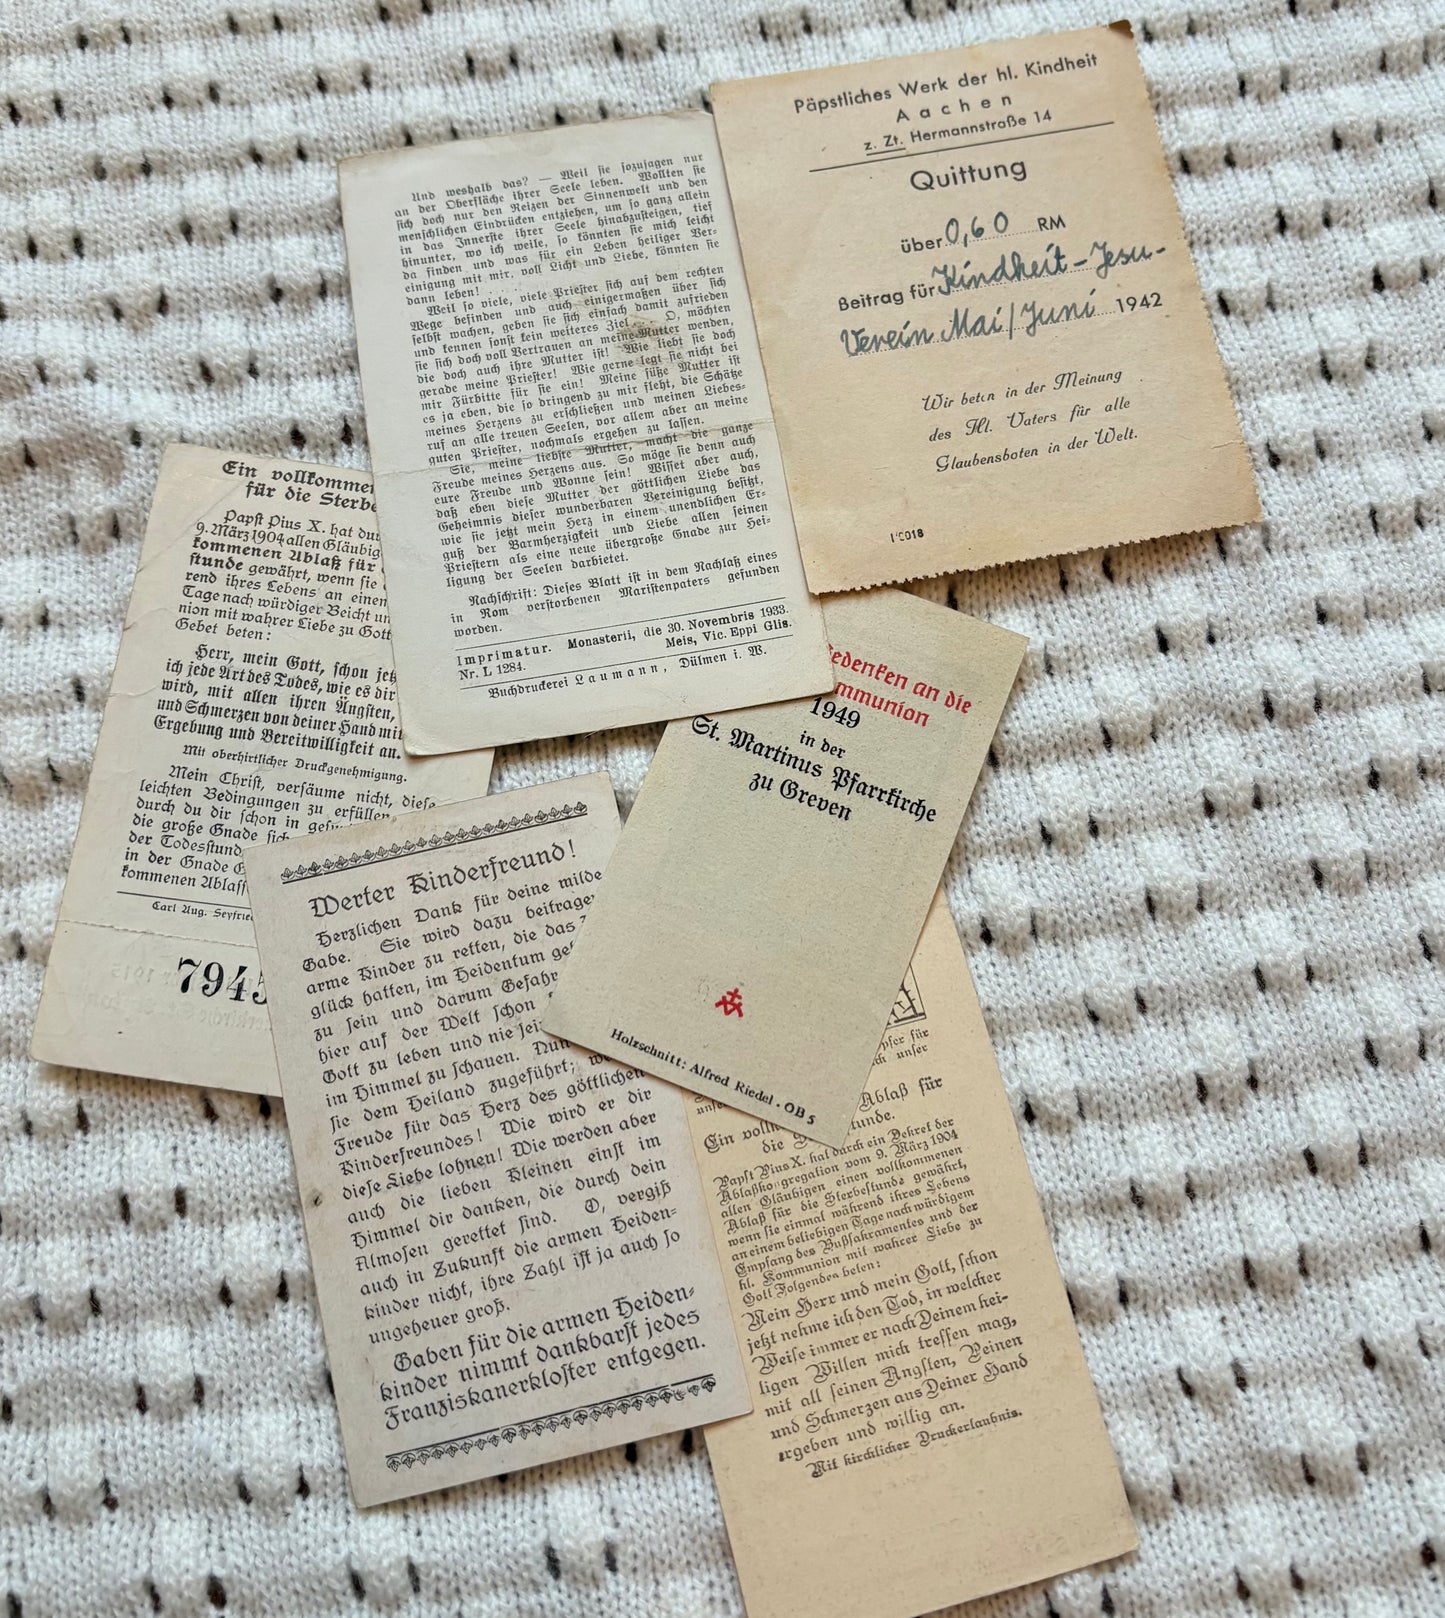 Päpstliches Werk der hl. Kindheit
Aachen
z. Zt. Hermannstraße 14
Quittung
über 0,60 RM
Beitrag für Kindheit-Jesu-
Verein Mai/Juni 1942
Wir beten in der Meinung
des Hl. Vaters für alle
Glaubensboten in der Welt.
Und weshalb das? — Weil sie sozusagen nur
an der Oberfläche ihrer Seele leben. Wollten sie
sich doch nur den Reizen der Sinnenwelt und den
menschlichen Eindrücken entziehen, um so ganz allein
in das Innerste ihrer Seele hinabzusteigen, tief
hinunter, wo ich weile, so könnten sie mich leicht
da finden und was für ein Leben heiliger Ver-
einigung mit mir, voll Licht und Liebe, könnten sie
dann leben! . . . . .
Weil so viele, viele Priester sich auf dem rechten
Wege befinden und auch einigermaßen über sich
selbst wachen, geben sie sich einfach damit zufrieden
und kennen sonst kein weiteres Ziel . . . O, möchten
sie sich doch voll Vertrauen an meine Mutter wenden,
die doch auch ihre Mutter ist! Wie liebt sie doch
gerade meine Priester! Wie gerne legt sie nicht bei
mir Fürbitte für sie ein! Meine süße Mutter ist
es ja eben, die so dringend zu mir fleht, die Schätze
meines Herzens zu erschließen und meinen Liebes-
ruf an alle treuen Seelen, vor allem aber an meine
guten Priester, nochmals ergehen zu lassen.
Sie, meine liebste Mutter, macht die ganze
Freude meines Herzens aus. So möge sie denn auch
eure Freude und Wonne sein! Wisset aber auch,
daß eben diese Mutter der göttlichen Liebe das
Geheimnis dieser wunderbaren Vereinigung besitzt,
wie sie jetzt mein Herz in einem unendlichen Er-
guß der Barmherzigkeit und Liebe allen seinen
Priestern als eine neue übergroße Gnade zur Hei-
ligung der Seelen darbietet.
Nachschrift: Dieses Blatt ist in dem Nachlaß eines
in Rom verstorbenen Maristenpaters gefunden
worden.
Imprimatur. Monasterii, die 30. Novembris 1933.
Nr. L 1284. Meis, Vic. Eppi Glis.
Buchdruckerei Laumann, Dülmen i. W.
Ein vollkommen
für die Sterbe
Papst Pius X. hat dur
9. März 1904 allen Gläubig
kommenen Ablaß für
stunde gewährt, wenn sie
rend ihres Lebens an einen
Tage nach würdiger Beicht un
nion mit wahrer Liebe zu Gott
Gebet beten:
Herr, mein Gott, schon jetz
ich jede Art des Todes, wie es dir
wird, mit allen ihren Ängsten,
und Schmerzen von deiner Hand mit
Ergebung und Bereitwilligkeit an.
Mit oberhirtlicher Druckgenehmigung.
Mein Christ, versäume nicht, diese
leichten Bedingungen zu erfüllen,
durch du dir schon in
die große Gnade sich
der Todesstund
in der Gnade
kommenen Ablass
Carl Aug. Seyfried
7945
edenken an die
mmunion
1949
in der
St. Martinus Pfarrkirche
zu Greven
Holzschnitt: Alfred Riedel . OB 5
Werter Kinderfreund!
Herzlichen Dank für deine milde
Gabe. Sie wird dazu beitragen
arme Kinder zu retten, die das
glück hatten, im Heidentum
zu sein und darum Gefahr
hier auf der Welt schon
Gott zu leben und nie
im Himmel zu schauen. Nun
sie dem Heiland zugeführt;
Freude für das Herz des göttlichen
Kinderfreundes! Wie wird er dir
diese Liebe lohnen! Wie werden aber
auch die lieben Kleinen einst im
Himmel dir danken, die durch dein
Almosen gerettet sind. O, vergiß
auch in Zukunft die armen Heiden-
kinder nicht, ihre Zahl ist ja auch so
ungeheuer groß.
Gaben für die armen Heiden-
kinder nimmt dankbarst jedes
Franziskanerkloster entgegen.
pfer für
unser
Ein vollk Ablaß für
die stunde.
Papst Pius X. hat durch ein Dekret der
Ablaßkongregation vom 9. März 1904
allen Gläubigen einen vollkommenen
Ablaß für die Sterbestunde gewährt,
wenn sie einmal während ihres Lebens
an einem beliebigen Tage nach würdigem
Empfang des Bußsakramentes und der
hl. Kommunion mit wahrer Liebe zu
Gott Folgendes beten:
Mein Herr und mein Gott, schon
jetzt nehme ich den Tod, in welcher
Weise immer er nach Deinem hei-
ligen Willen mich treffen mag,
mit all seinen Ängsten, Peinen
und Schmerzen aus Deiner Hand
ergeben und willig an.
Mit kirchlicher Druckerlaubnis.